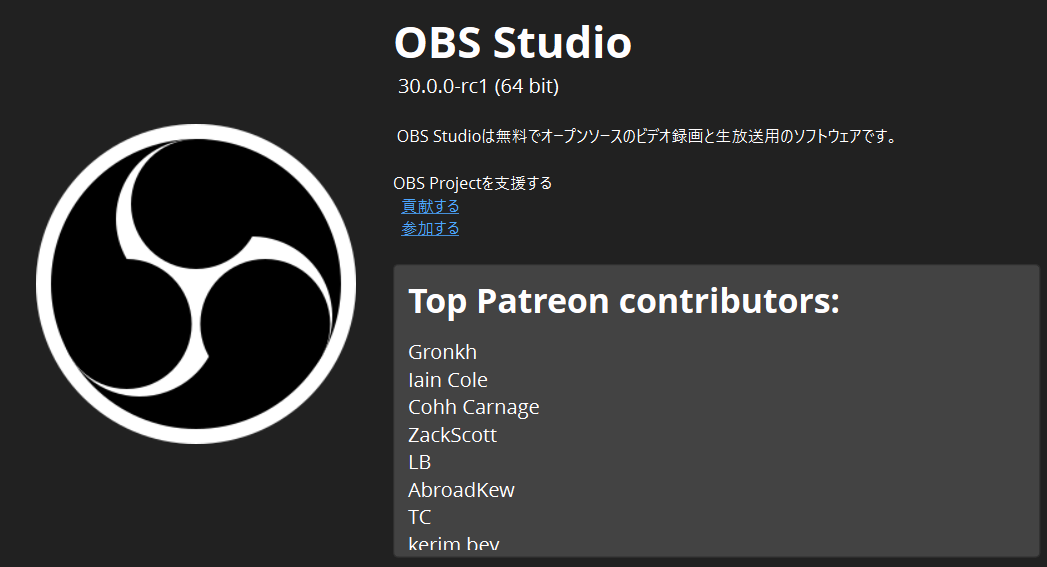 OBS Studio
30.0.0-rc1 (64 bit)
OBS Studioは無料でオープンソースのビデオ録画と生放送用のソフトウェアです。
OBS Projectを支援する
貢献する
参加する
Top Patreon contributors:
Gronkh
Iain Cole
Cohh Carnage
ZackScott
LB
AbroadKew
TC
kerim bey